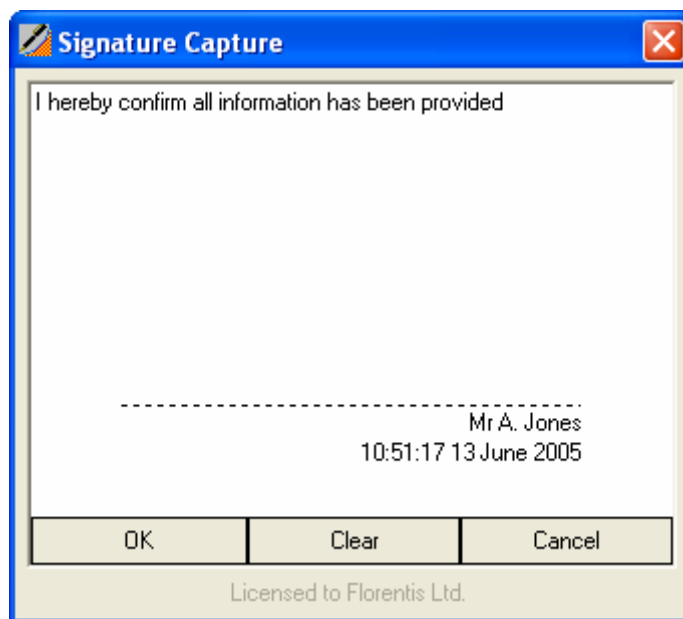 Signature Capture
I hereby confirm all information has been provided
Mr A. Jones
10:51:17 13 June 2005
OK Clear Cancel
Licensed to Florentis Ltd.